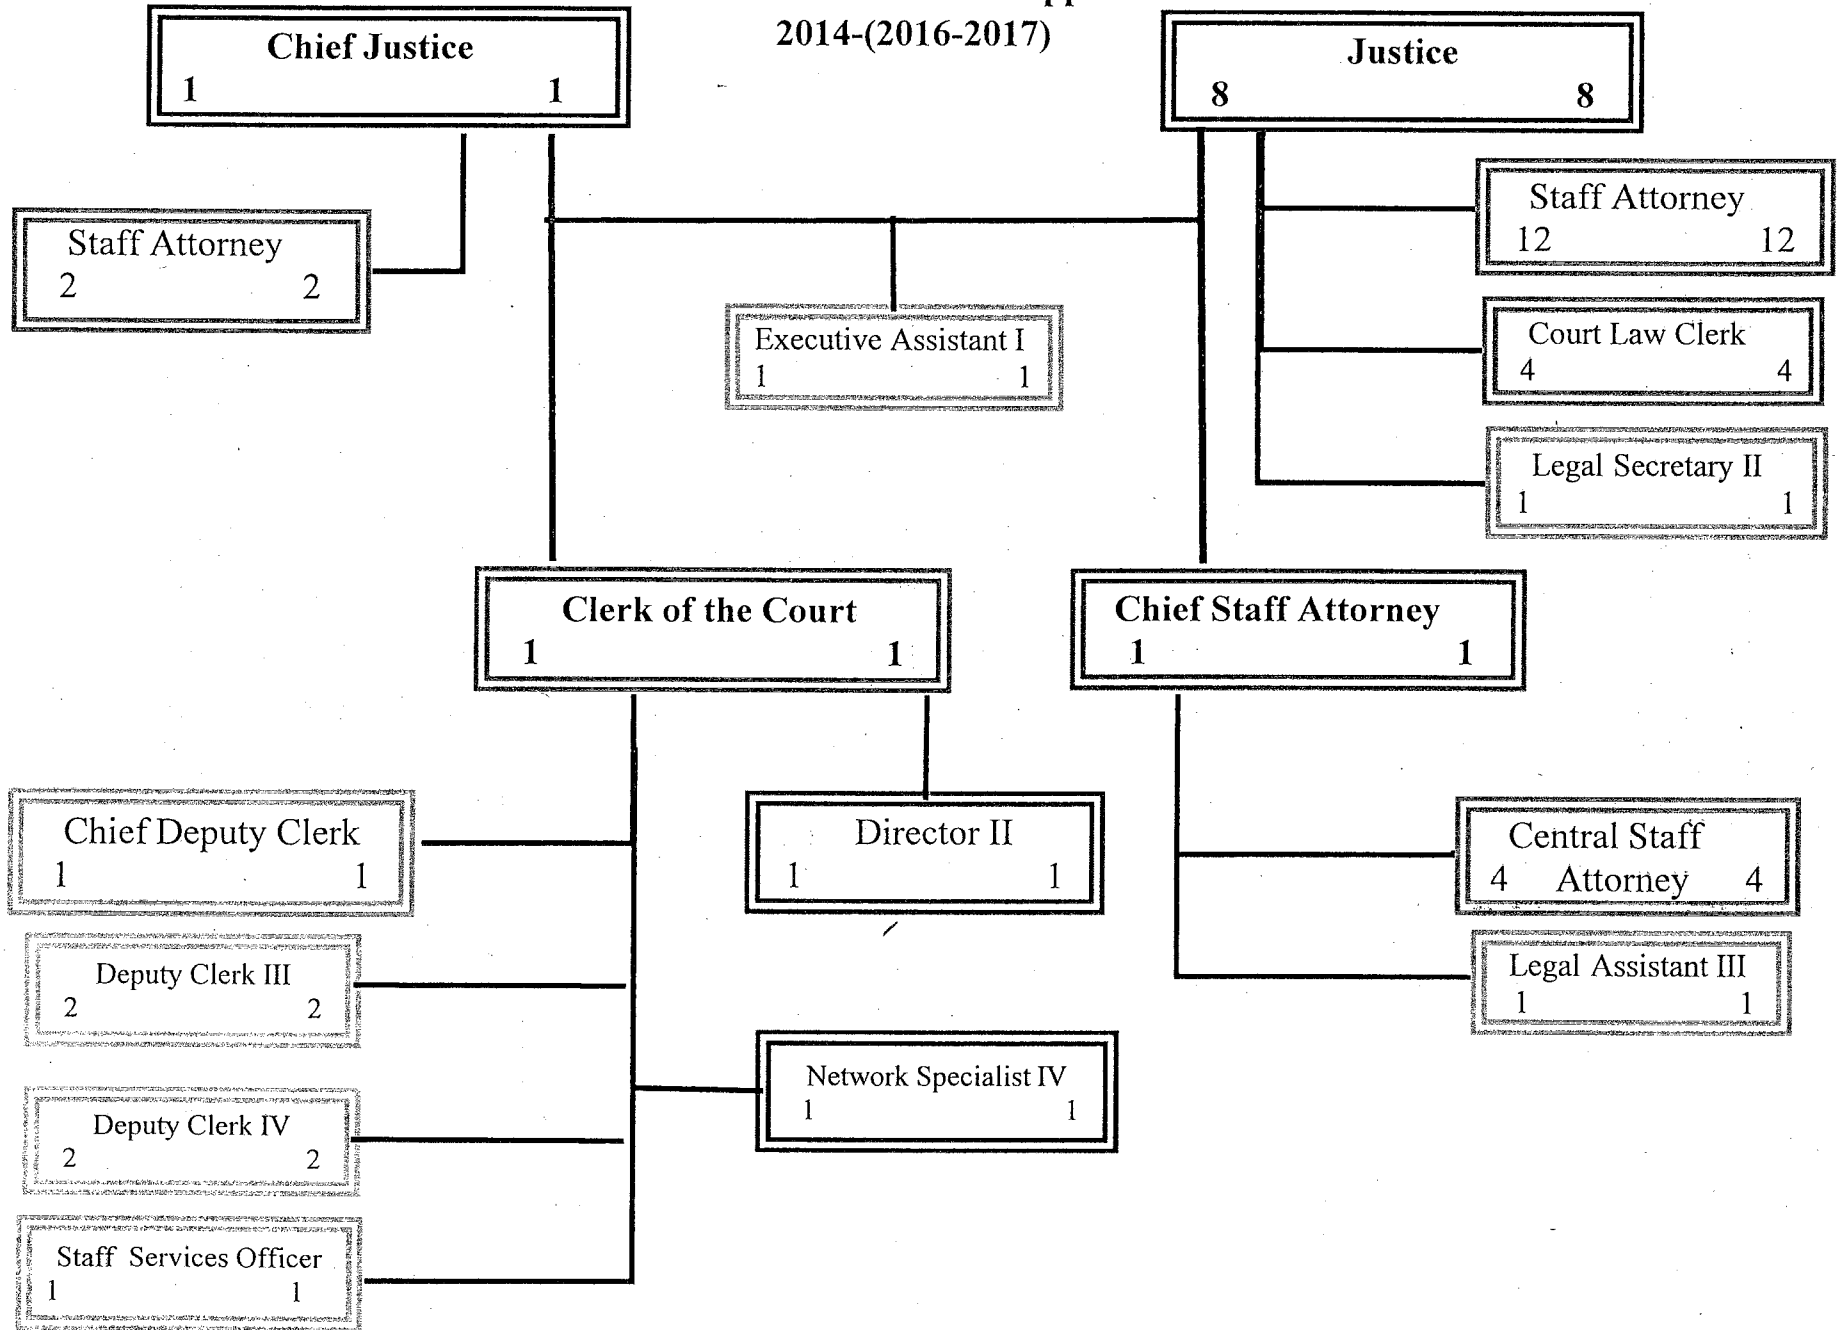 2014-(2016-2017)
Chief Justice
1 1
Justice
8 8
Staff Attorney
2 2
Staff Attorney
12 12
Executive Assistant I
1 1
Court Law Clerk
4 4
Legal Secretary II
1 1
Clerk of the Court
1 1
Chief Staff Attorney
1 1
Chief Deputy Clerk
1 1
Director II
1 1
Central Staff
4 Attorney 4
Deputy Clerk III
2 2
Legal Assistant III
1 1
Network Specialist IV
1 1
Deputy Clerk IV
2 2
Staff Services Officer
1 1